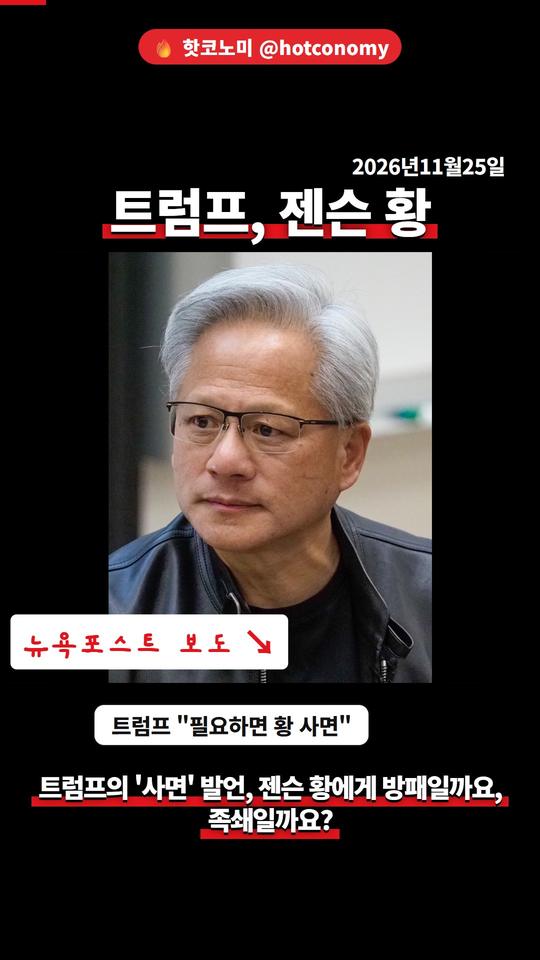 🔥 핫코노미 @hotconomy
2026년11월25일
트럼프, 젠슨 황
뉴욕포스트 보도 ↘
트럼프 "필요하면 황 사면"
트럼프의 '사면' 발언, 젠슨 황에게 방패일까요,
족쇄일까요?